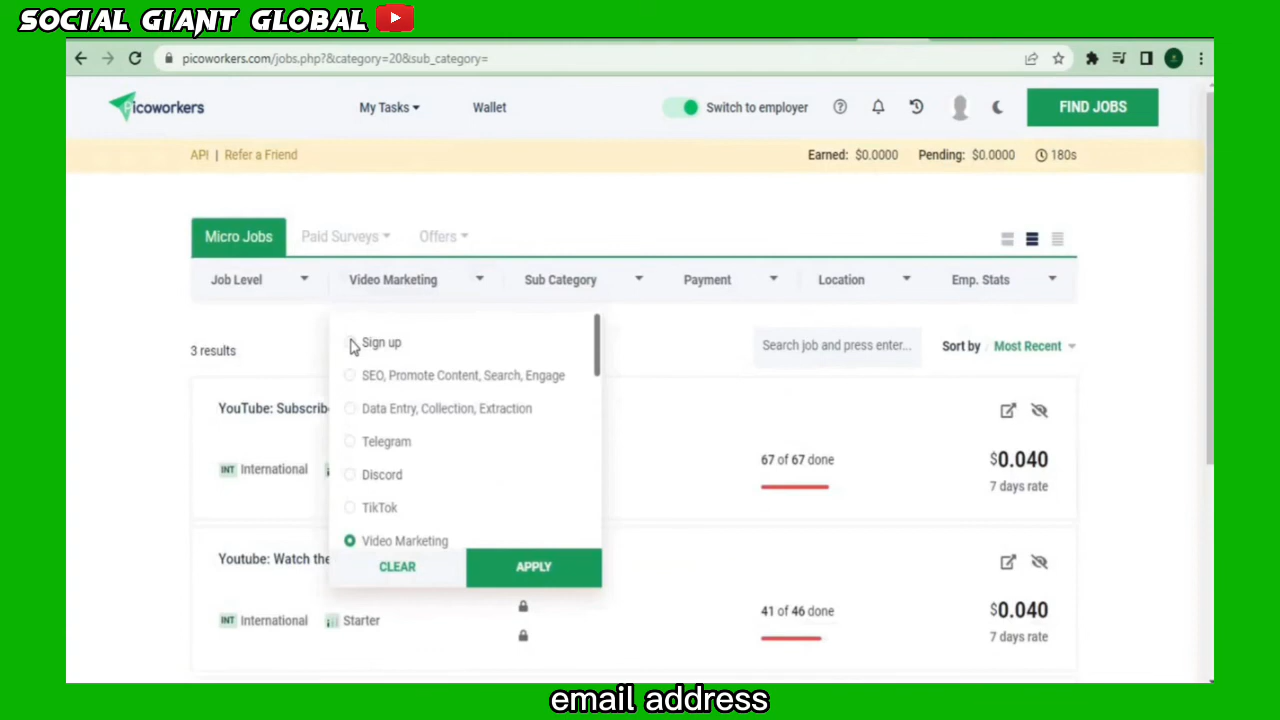 SOCIAL GIANT GLOBAL
picoworkers.com/jobs.php?&category=20&sub_category=
picoworkers My Tasks Wallet Switch to employer FIND JOBS
API | Refer a Friend Earned: $0.0000 Pending: $0.0000 180s
Micro Jobs Paid Surveys Offers
Job Level Video Marketing Sub Category Payment Location Emp. Stats
3 results Search job and press enter... Sort by Most Recent
Sign up
SEO, Promote Content, Search, Engage
Data Entry, Collection, Extraction
Telegram
Discord
TikTok
Video Marketing
CLEAR APPLY
YouTube: Subscribe
INT International 67 of 67 done $0.040
7 days rate
Youtube: Watch the
INT International Starter 41 of 46 done $0.040
7 days rate
email address